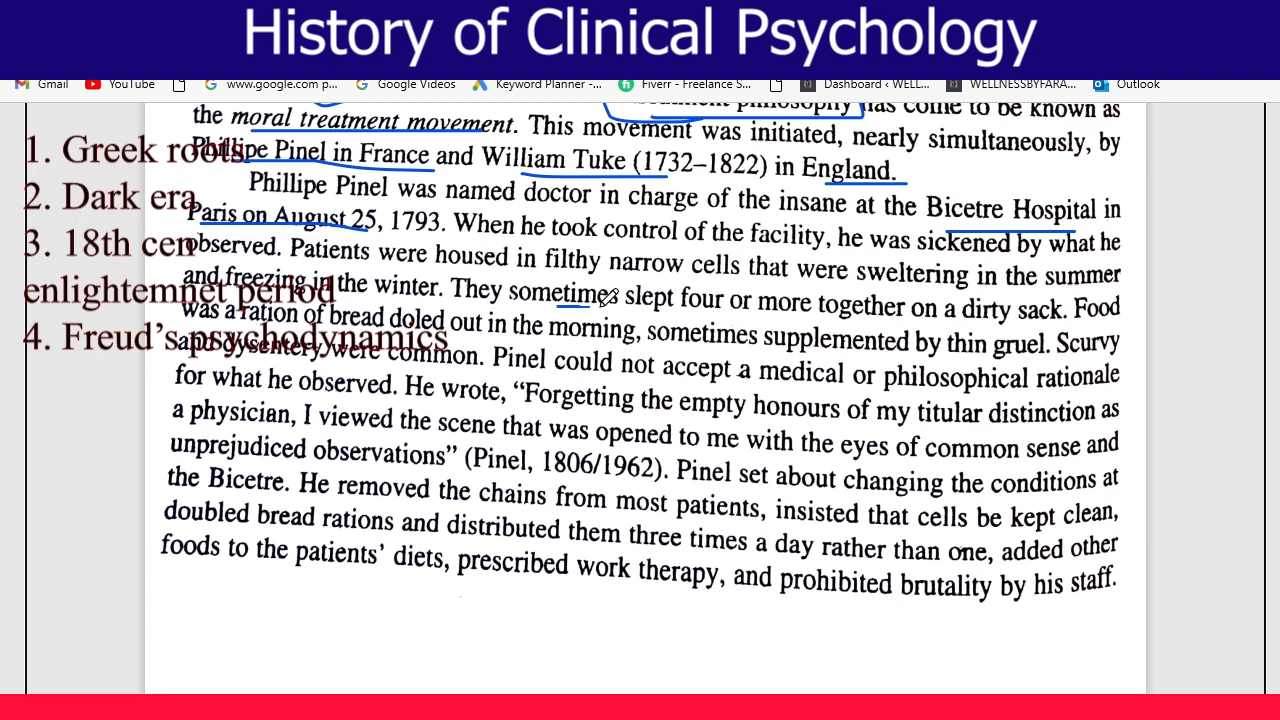 History of Clinical Psychology
Gmail YouTube www.google.com p... Google Videos Keyword Planner -... Fiverr - Freelance S... Dashboard ‹ WELL... WELLNESSBYFARA... Outlook
philosophy has come to be known as
the moral treatment movement. This movement was initiated, nearly simultaneously, by
Phillipe Pinel in France and William Tuke (1732–1822) in England.
Phillipe Pinel was named doctor in charge of the insane at the Bicetre Hospital in
Paris on August 25, 1793. When he took control of the facility, he was sickened by what he
observed. Patients were housed in filthy narrow cells that were sweltering in the summer
and freezing in the winter. They sometimes slept four or more together on a dirty sack. Food
was a ration of bread doled out in the morning, sometimes supplemented by thin gruel. Scurvy
and dysentery were common. Pinel could not accept a medical or philosophical rationale
for what he observed. He wrote, “Forgetting the empty honours of my titular distinction as
a physician, I viewed the scene that was opened to me with the eyes of common sense and
unprejudiced observations” (Pinel, 1806/1962). Pinel set about changing the conditions at
the Bicetre. He removed the chains from most patients, insisted that cells be kept clean,
doubled bread rations and distributed them three times a day rather than one, added other
foods to the patients’ diets, prescribed work therapy, and prohibited brutality by his staff.
1. Greek roots
2. Dark era
3. 18th cen
enlightemnet period
4. Freud’s psychodynamics